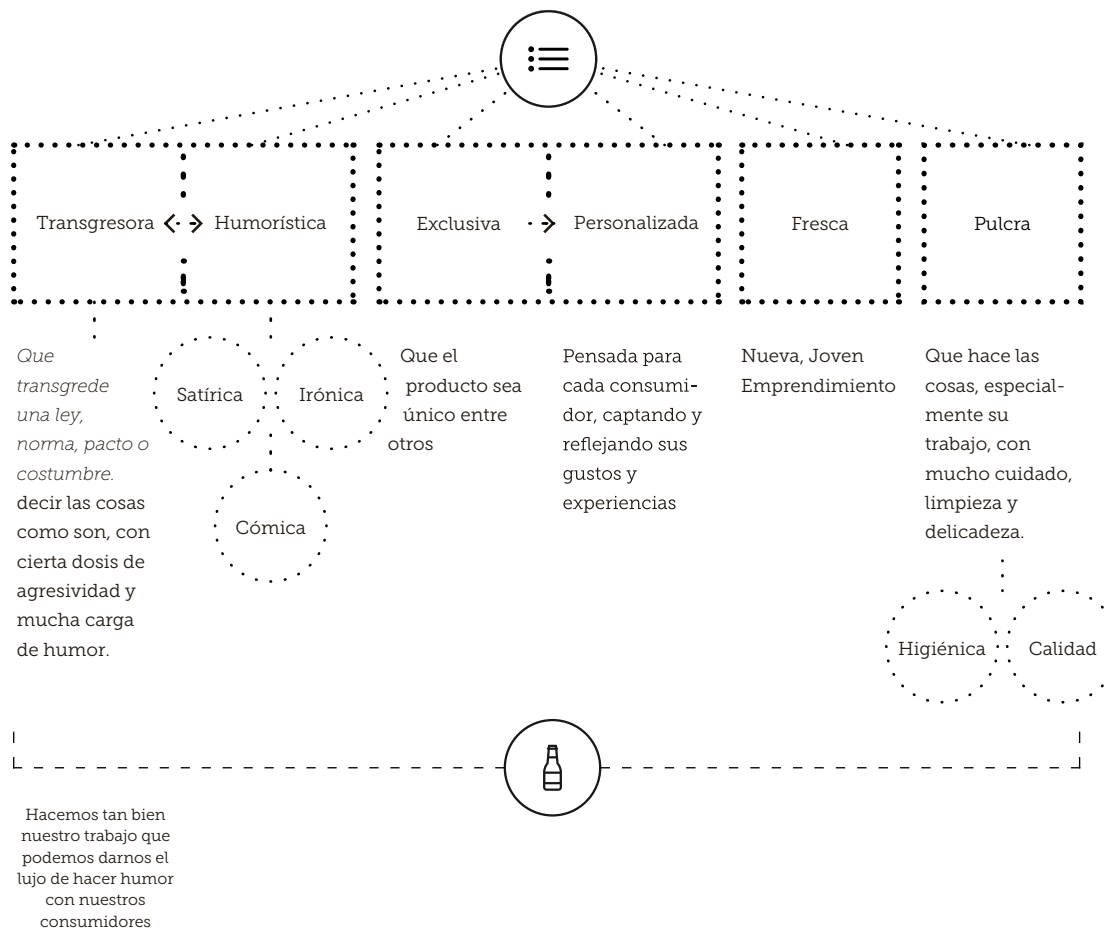 Transgresora
Humorística
Exclusiva
Personalizada
Fresca
Pulcra
Que
transgrede
una ley,
norma, pacto o
costumbre.
decir las cosas
como son, con
cierta dosis de
agresividad y
mucha carga
de humor.
Satírica
Irónica
Cómica
Que el
producto sea
único entre
otros
Pensada para
cada consumi-
dor, captando y
reflejando sus
gustos y
experiencias
Nueva, Joven
Emprendimiento
Que hace las
cosas, especial-
mente su
trabajo, con
mucho cuidado,
limpieza y
delicadeza.
Higiénica
Calidad
Hacemos tan bien
nuestro trabajo que
podemos darnos el
lujo de hacer humor
con nuestros
consumidores